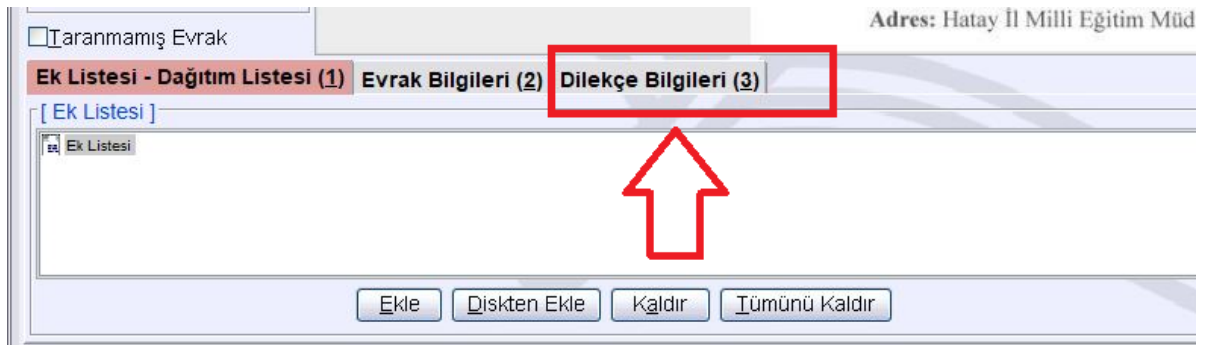 Adres: Hatay İl Milli Eğitim Müd
Taranmamış Evrak
Ek Listesi - Dağıtım Listesi (1) Evrak Bilgileri (2) Dilekçe Bilgileri (3)
[ Ek Listesi ]
Ek Listesi
Ekle Diskten Ekle Kaldır Tümünü Kaldır